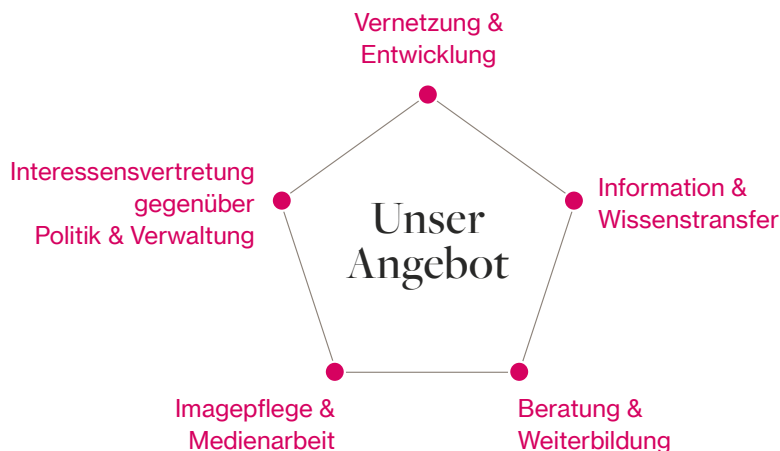 Vernetzung &
Entwicklung
Interessensvertretung
gegenüber
Politik & Verwaltung
Information &
Wissenstransfer
Unser
Angebot
Imagepflege &
Medienarbeit
Beratung &
Weiterbildung